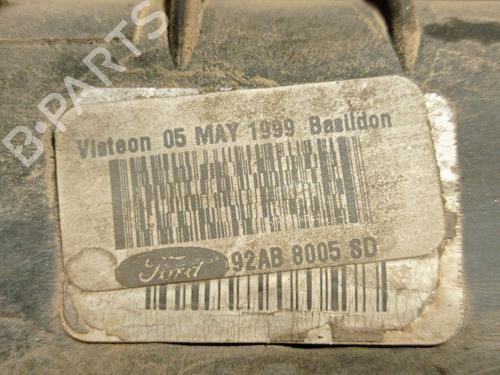 B-PARTS
Visteon 05 MAY 1999 Basildon
Ford 92AB 8005 SD